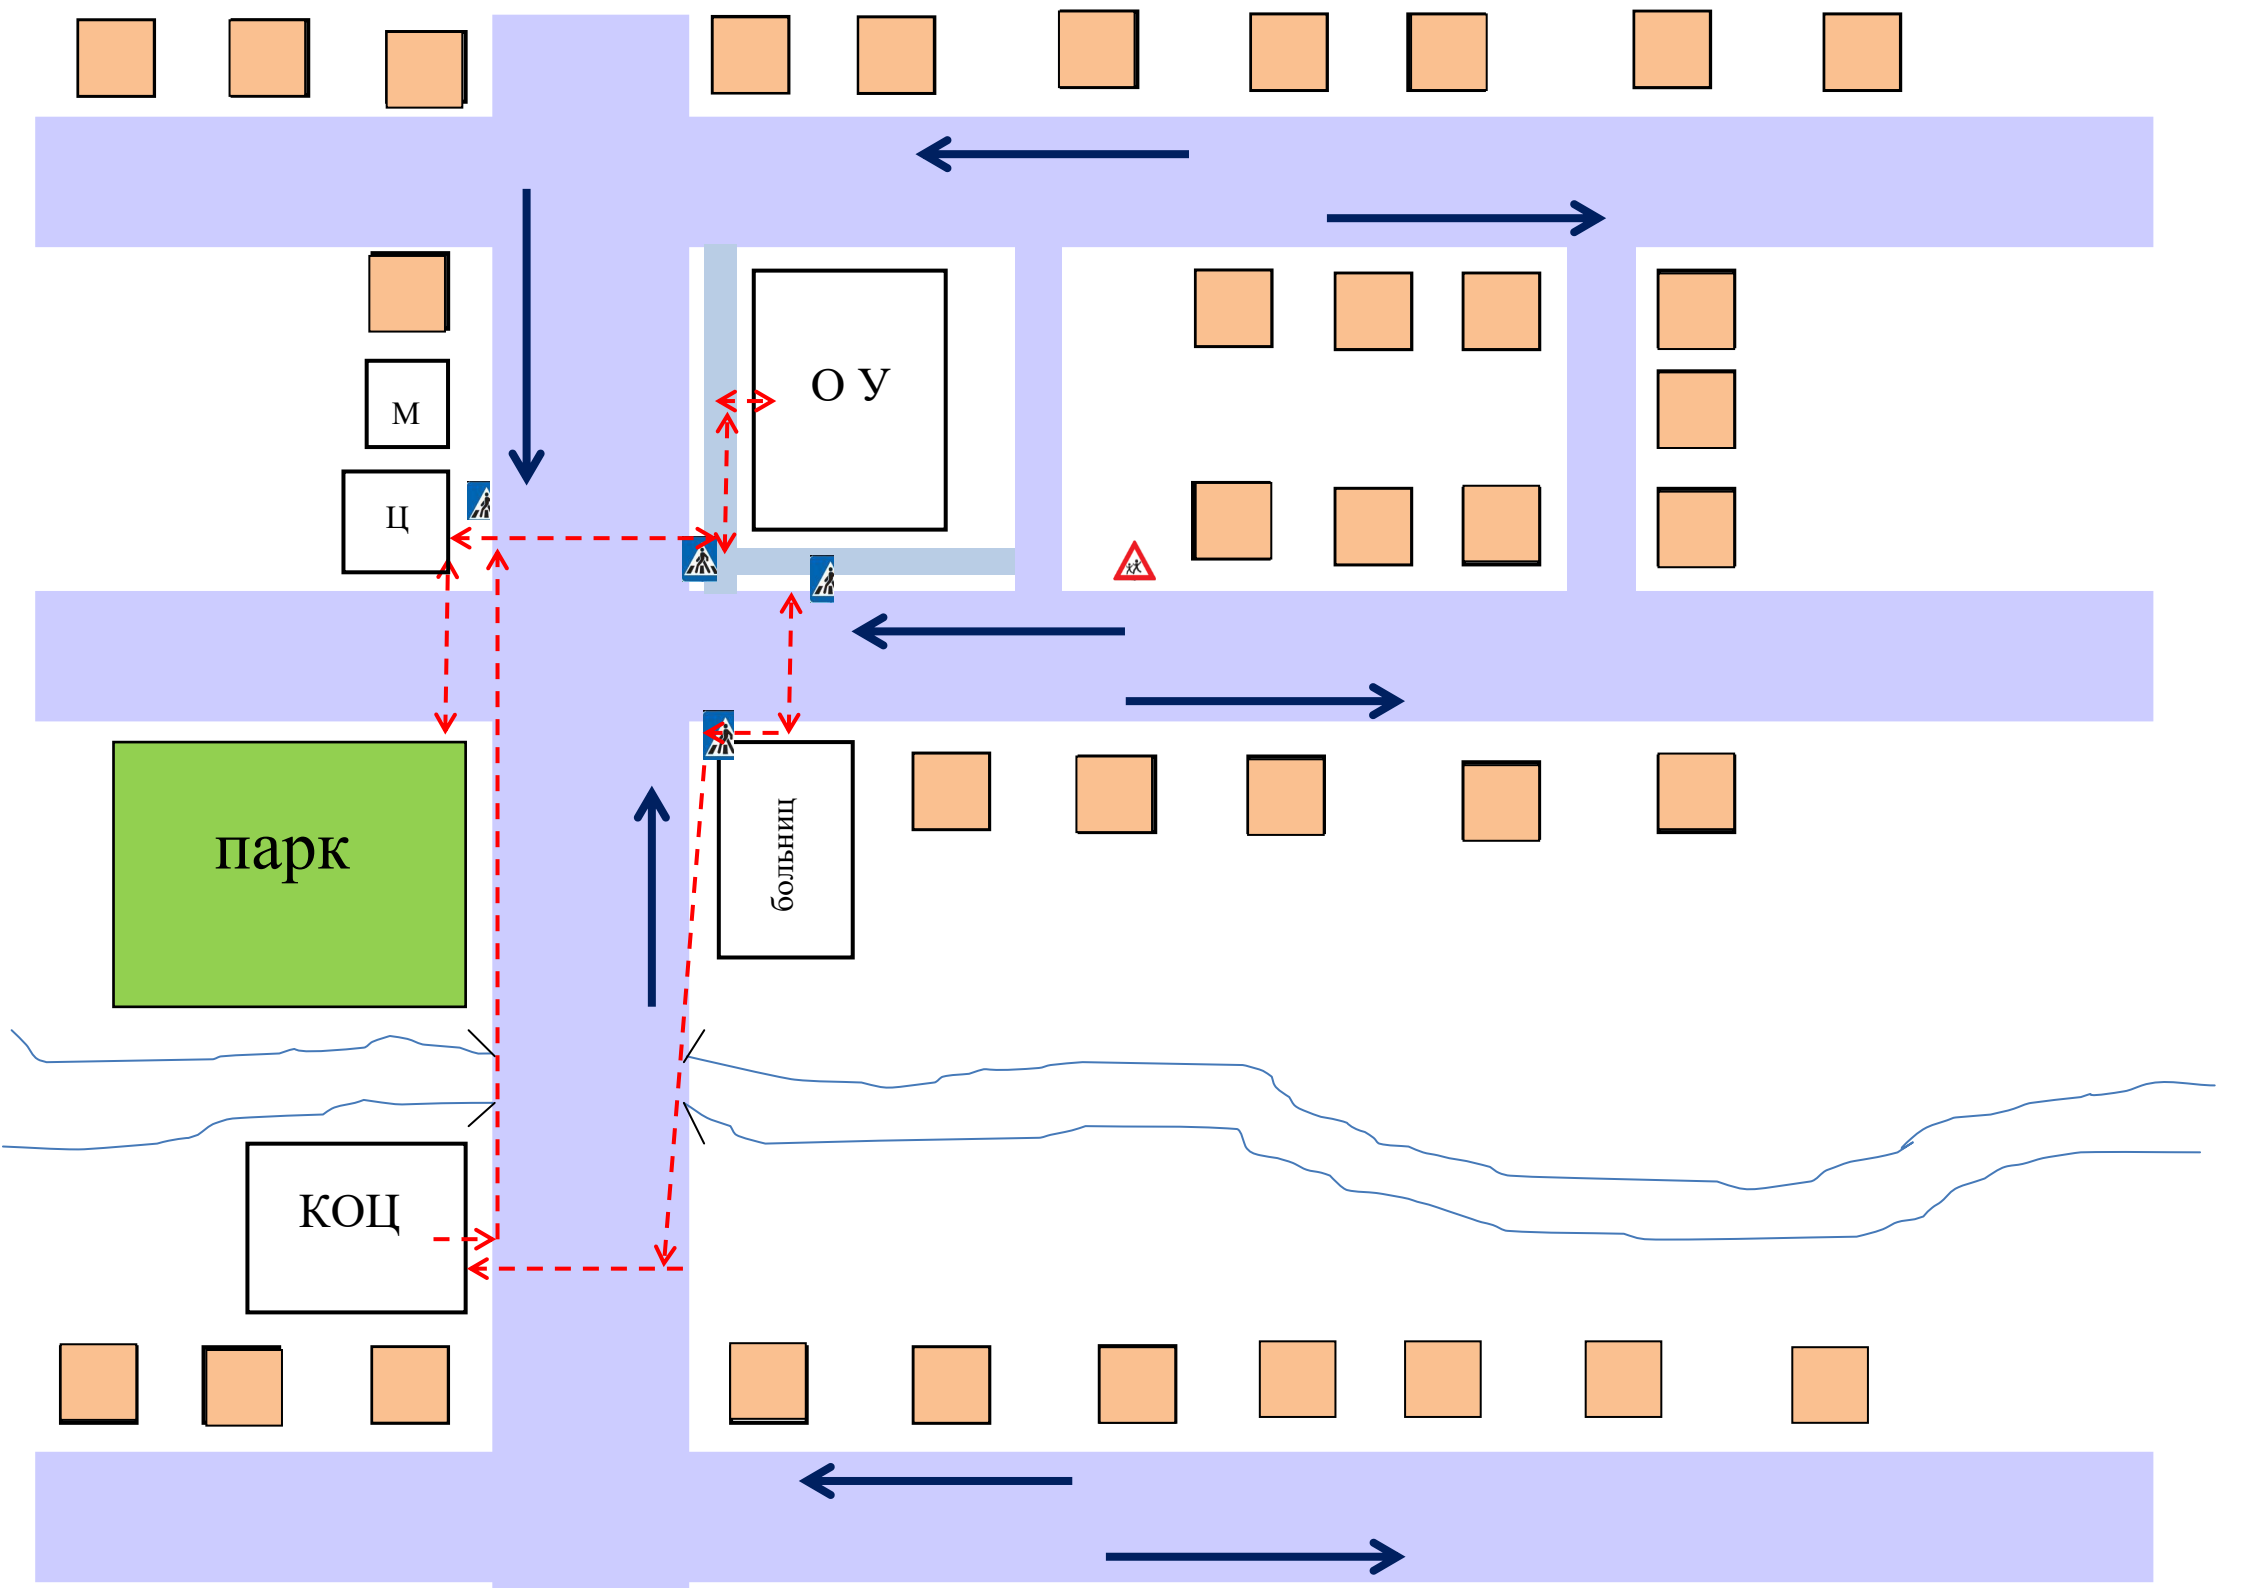 О У
М
Ц
парк
больниц
КОЦ